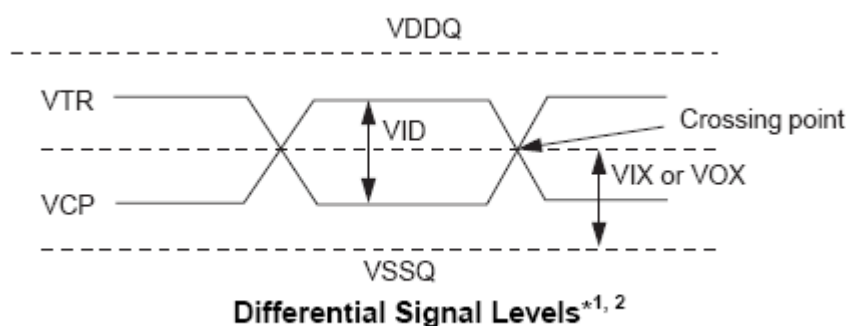 VDDQ
VTR
VID
Crossing point
VIX or VOX
VCP
VSSQ
Differential Signal Levels*1, 2